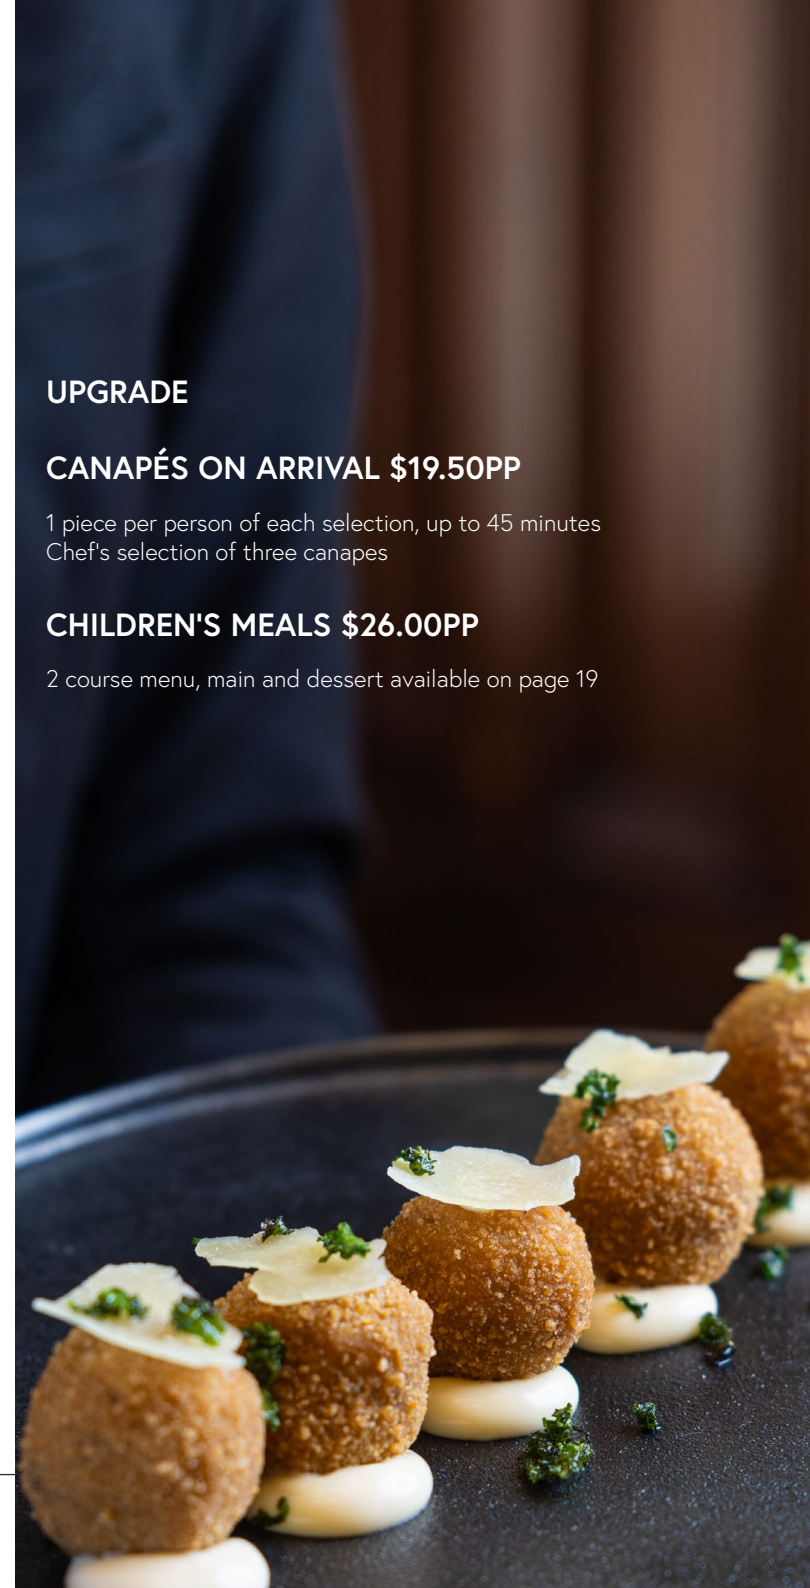 UPGRADE
CANAPÉS ON ARRIVAL $19.50PP
1 piece per person of each selection, up to 45 minutes
Chef's selection of three canapes
CHILDREN'S MEALS $26.00PP
2 course menu, main and dessert available on page 19